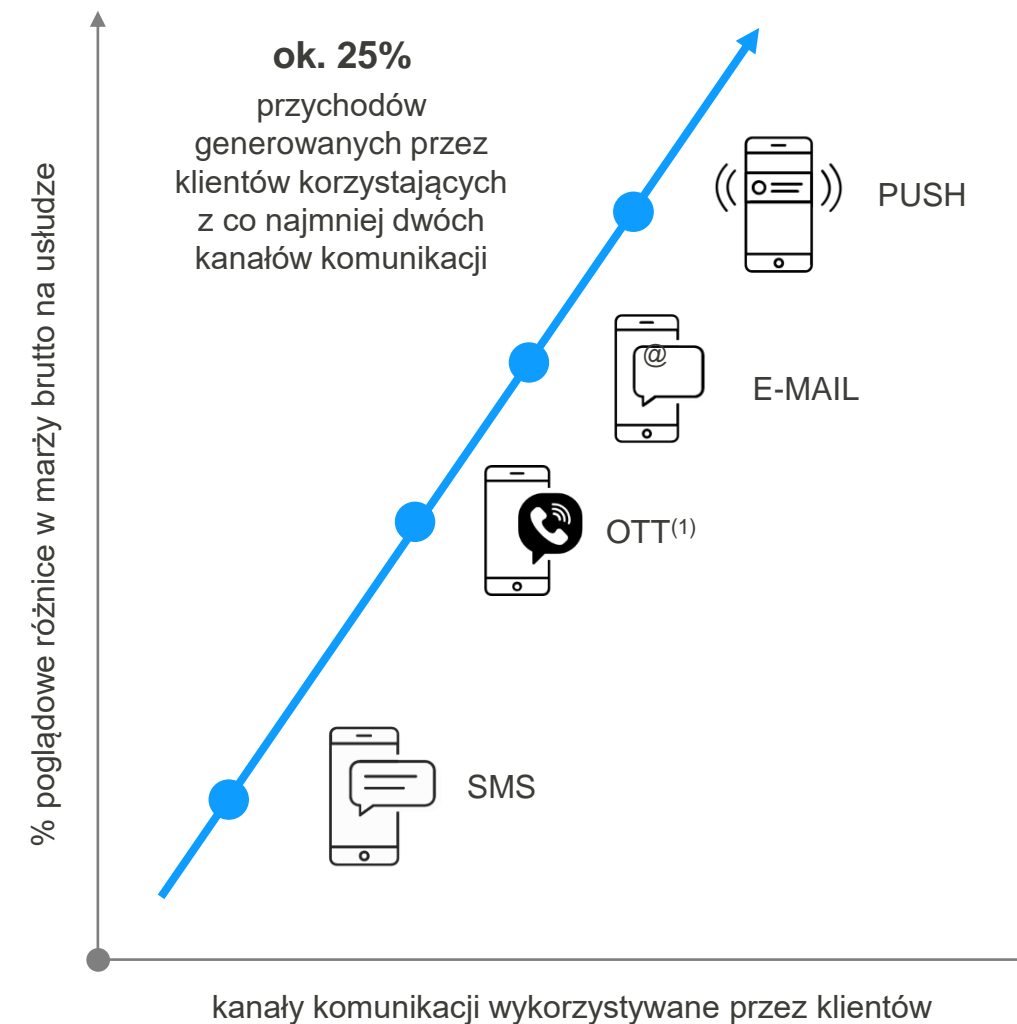 ok. 25%
przychodów
generowanych przez
klientów korzystających
z co najmniej dwóch
kanałów komunikacji
% poglądowe różnice w marży brutto na usłudze
PUSH
@
E-MAIL
OTT(1)
SMS
kanały komunikacji wykorzystywane przez klientów